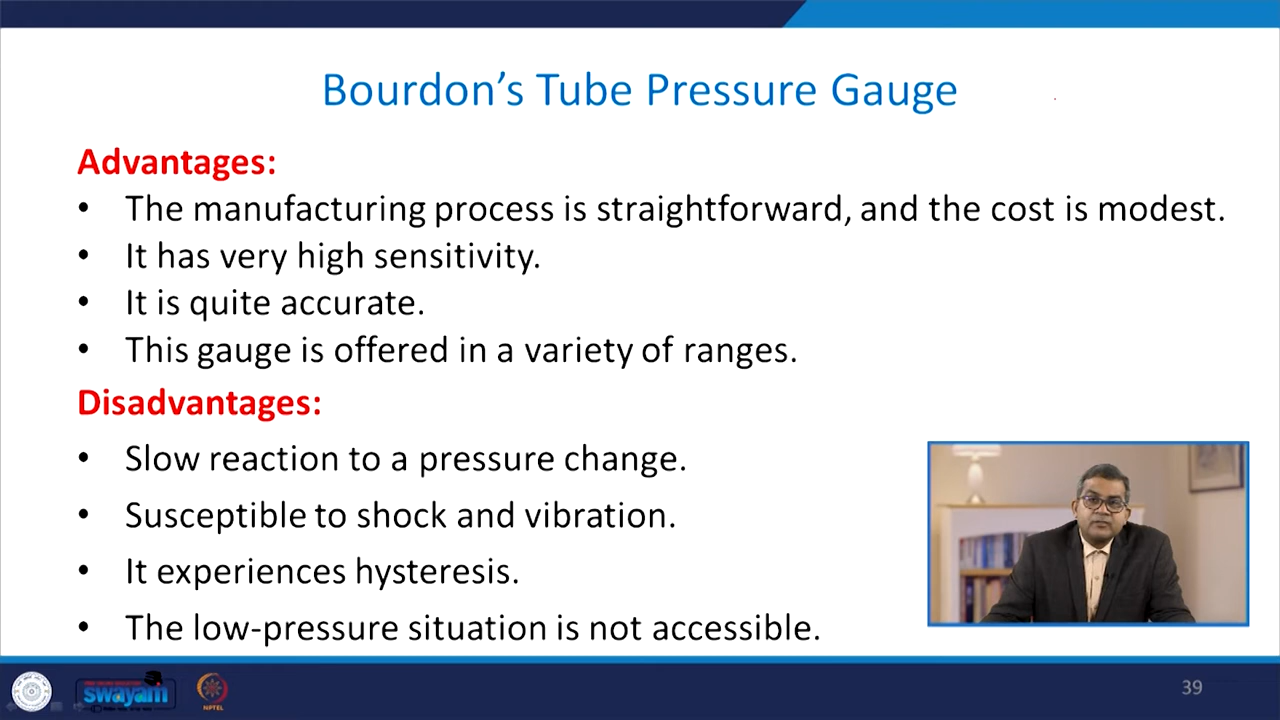 Bourdon's Tube Pressure Gauge
Advantages:
• The manufacturing process is straightforward, and the cost is modest.
• It has very high sensitivity.
• It is quite accurate.
• This gauge is offered in a variety of ranges.
Disadvantages:
• Slow reaction to a pressure change.
• Susceptible to shock and vibration.
• It experiences hysteresis.
• The low-pressure situation is not accessible.
swayam
NPTEL
39